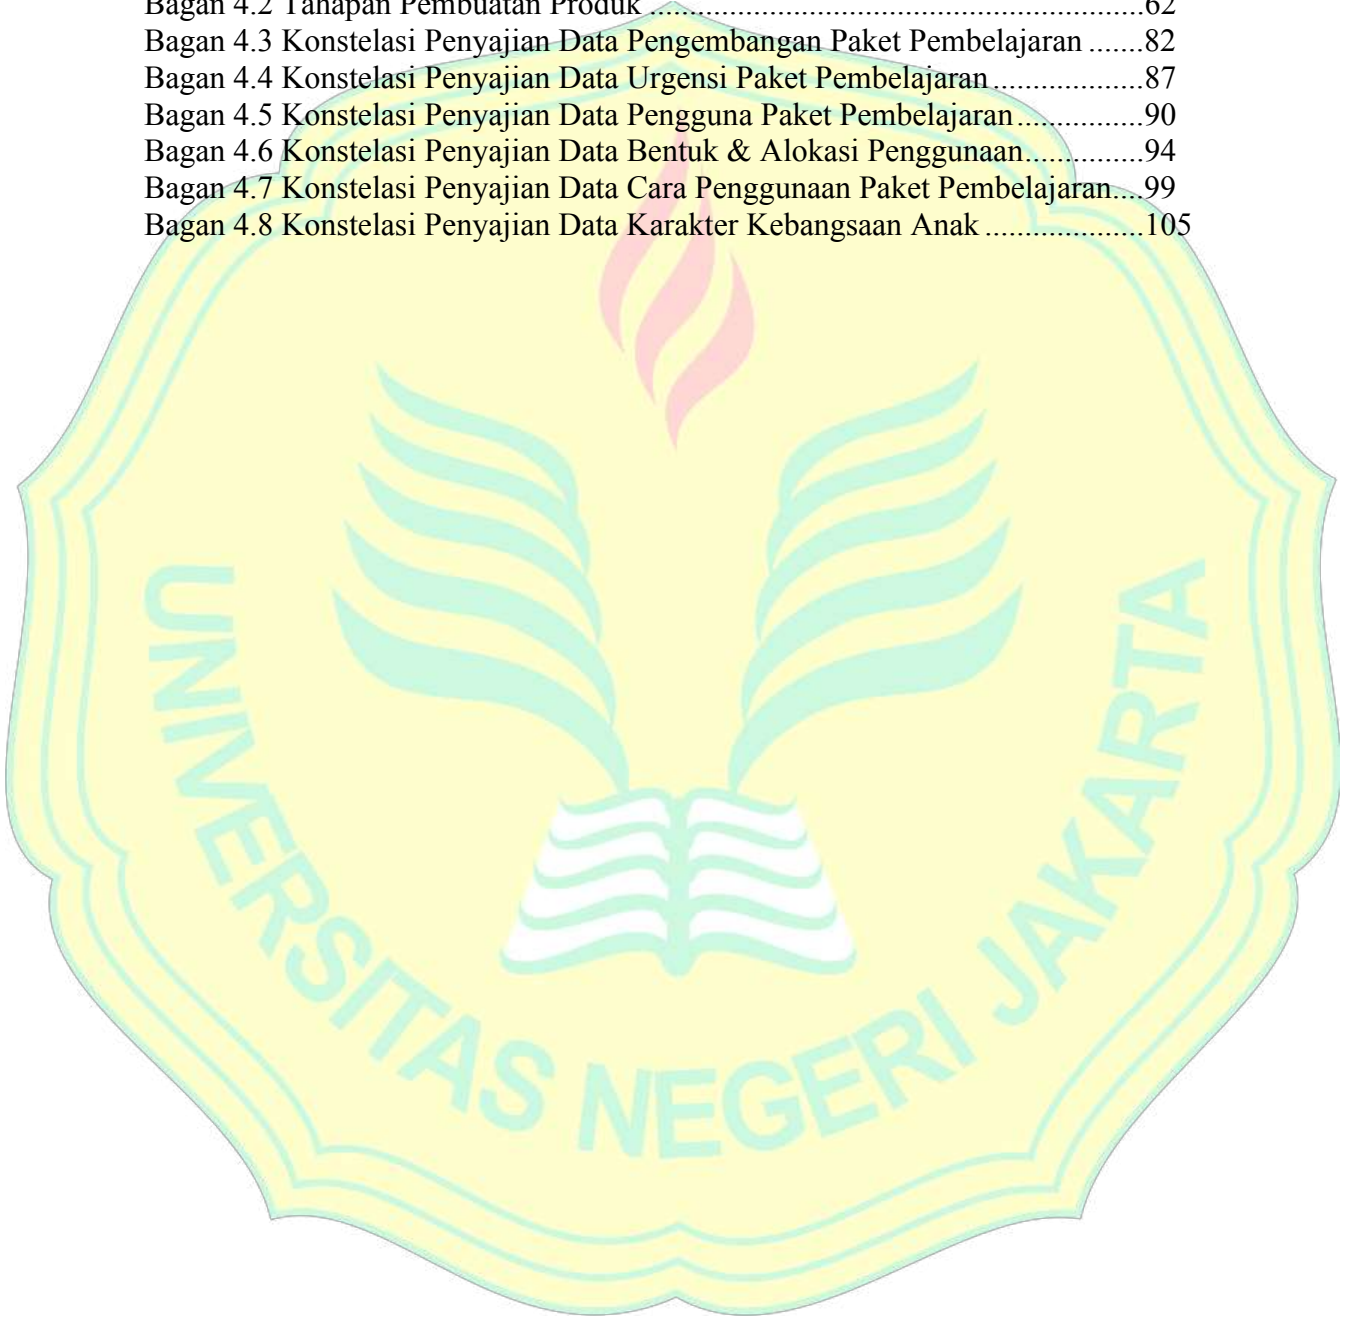 Bagan 4.2 Tahapan Pembuatan Produk ..............................................................62
Bagan 4.3 Konstelasi Penyajian Data Pengembangan Paket Pembelajaran .......82
Bagan 4.4 Konstelasi Penyajian Data Urgensi Paket Pembelajaran...................87
Bagan 4.5 Konstelasi Penyajian Data Pengguna Paket Pembelajaran................90
Bagan 4.6 Konstelasi Penyajian Data Bentuk & Alokasi Penggunaan...............94
Bagan 4.7 Konstelasi Penyajian Data Cara Penggunaan Paket Pembelajaran....99
Bagan 4.8 Konstelasi Penyajian Data Karakter Kebangsaan Anak ....................105
UNIVERSITAS NEGERI JAKARTA